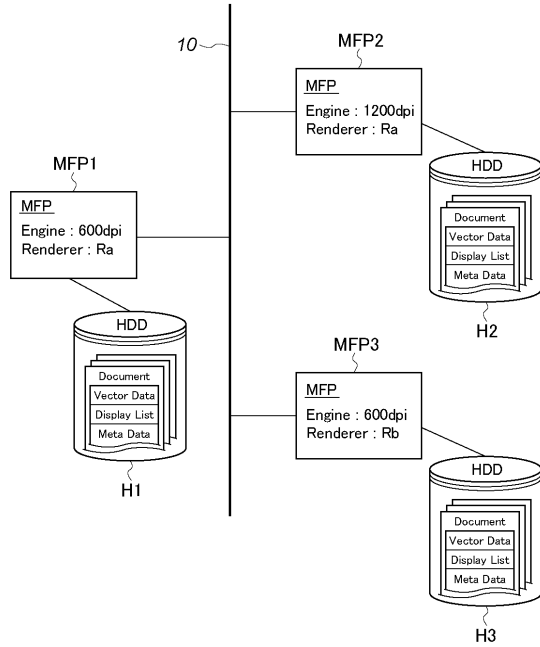 10
MFP2
MFP
Engine : 1200dpi
Renderer : Ra
HDD
Document
Vector Data
Display List
Meta Data
H2
MFP1
MFP
Engine : 600dpi
Renderer : Ra
HDD
Document
Vector Data
Display List
Meta Data
H1
MFP3
MFP
Engine : 600dpi
Renderer : Rb
HDD
Document
Vector Data
Display List
Meta Data
H3